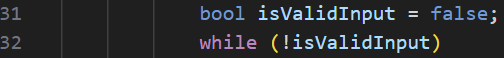 31 bool isValidInput = false;
32 while (!isValidInput)